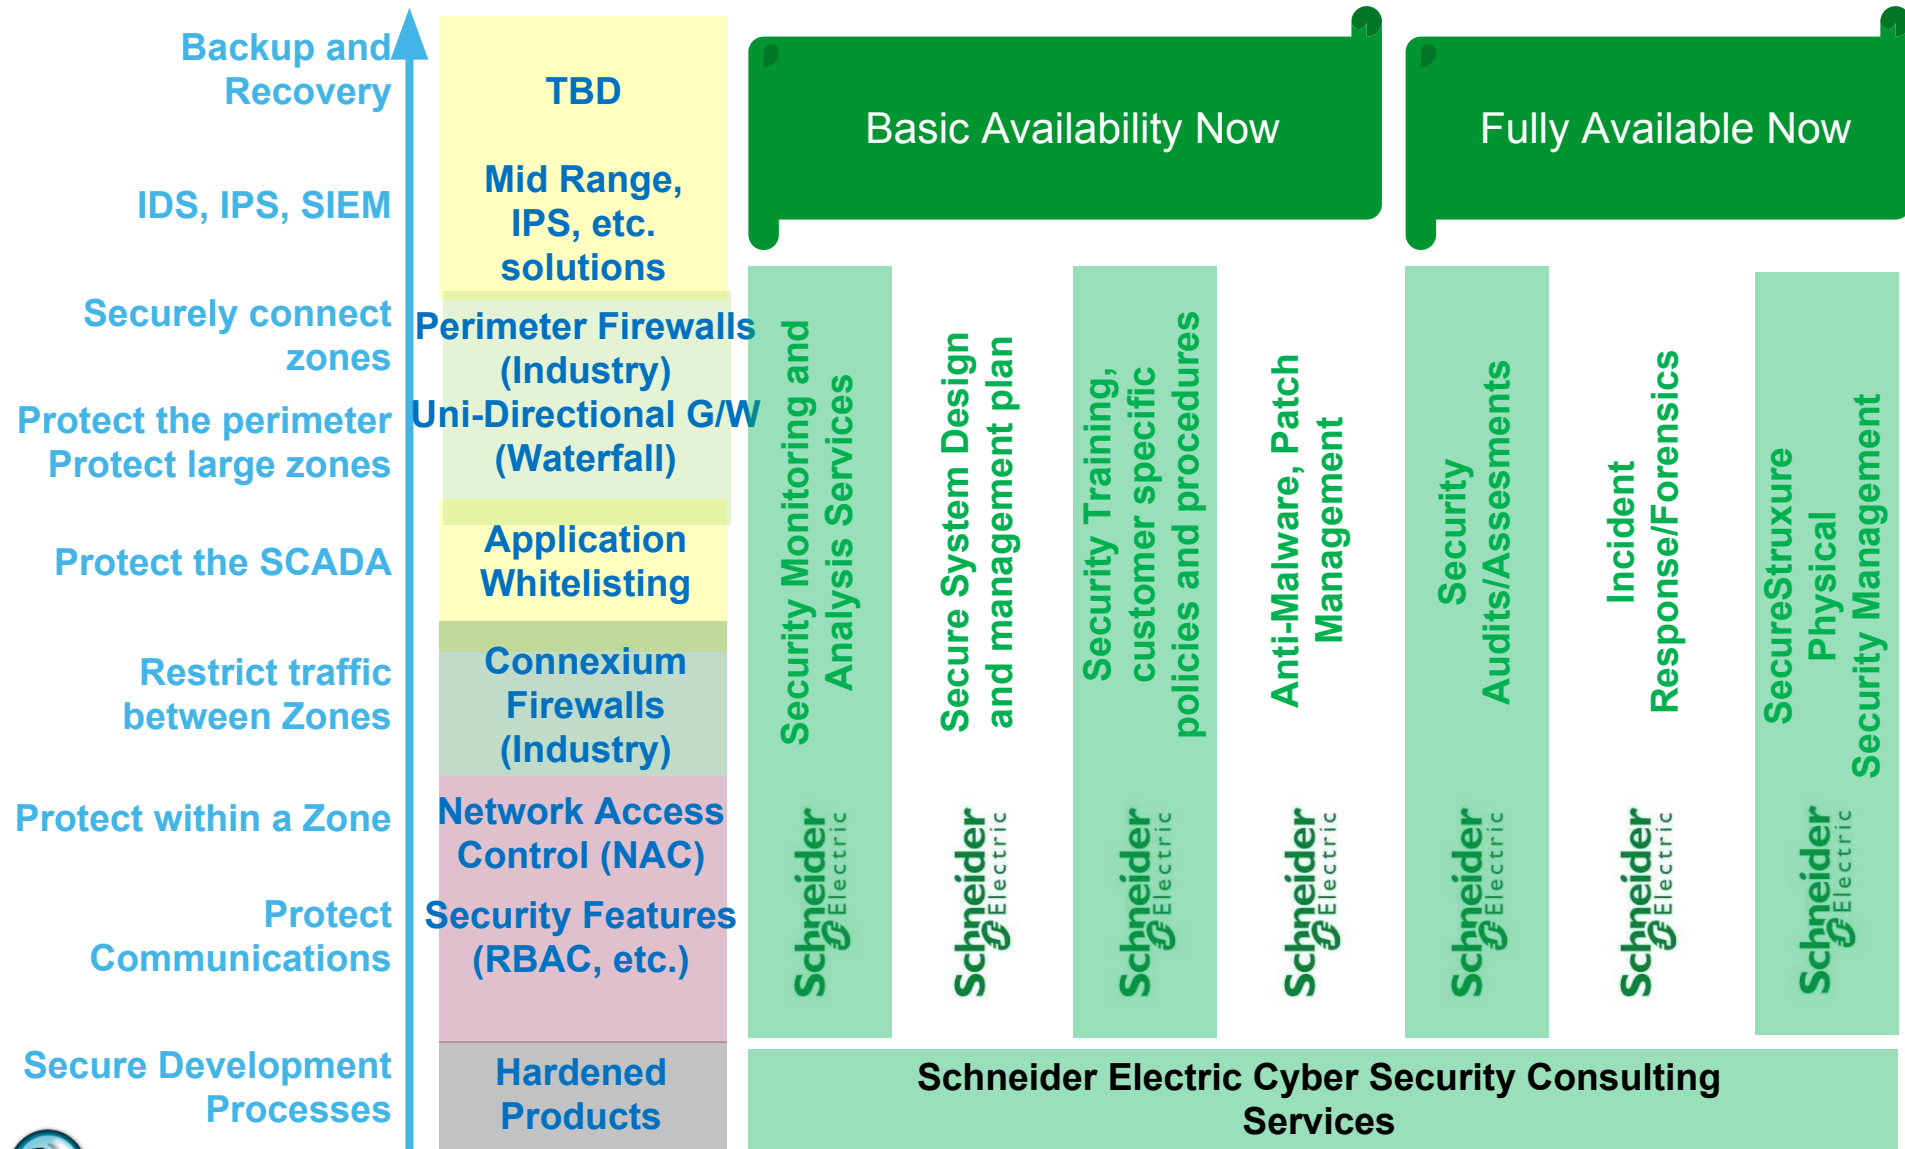 Backup and
Recovery
IDS, IPS, SIEM
Securely connect
zones
Protect the perimeter
Protect large zones
Protect the SCADA
Restrict traffic
between Zones
Protect within a Zone
Protect
Communications
Secure Development
Processes
TBD
Mid Range,
IPS, etc.
solutions
Perimeter Firewalls
(Industry)
Uni-Directional G/W
(Waterfall)
Application
Whitelisting
Connexium
Firewalls
(Industry)
Network Access
Control (NAC)
Security Features
(RBAC, etc.)
Hardened
Products
Basic Availability Now
Fully Available Now
Security Monitoring and
Analysis Services
Schneider
Electric
Secure System Design
and management plan
Schneider
Electric
Security Training,
customer specific
policies and procedures
Schneider
Electric
Anti-Malware, Patch
Management
Schneider
Electric
Security
Audits/Assesments
Schneider
Electric
Incident
Response/Forensics
Schneider
Electric
SecureStruxure
Physical
Security Management
Schneider
Electric
Schneider Electric Cyber Security Consulting
Services